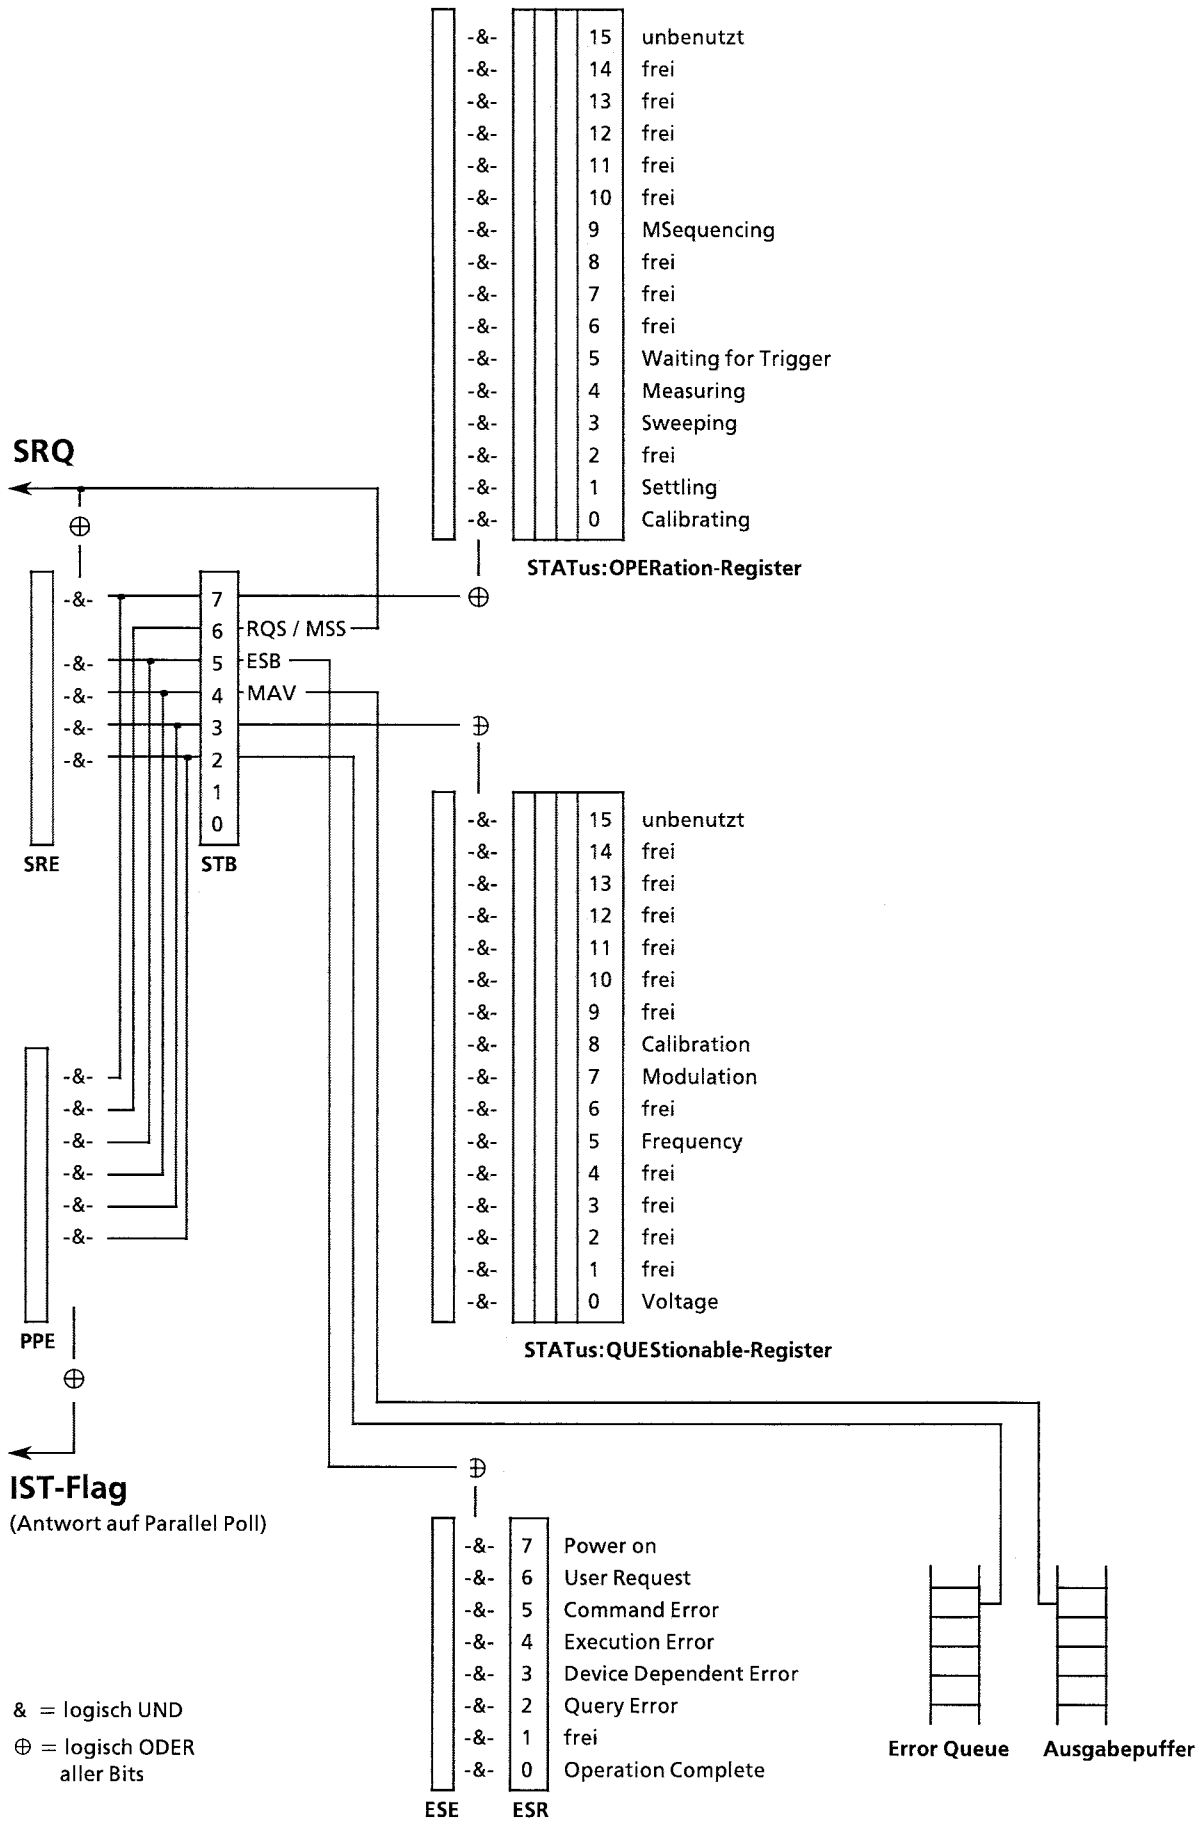 -&- 15 unbenutzt
-&- 14 frei
-&- 13 frei
-&- 12 frei
-&- 11 frei
-&- 10 frei
-&- 9 MSequencing
-&- 8 frei
-&- 7 frei
-&- 6 frei
-&- 5 Waiting for Trigger
-&- 4 Measuring
-&- 3 Sweeping
-&- 2 frei
-&- 1 Settling
-&- 0 Calibrating
STATus:OPERation-Register
SRQ
-&- 7
6 RQS / MSS
-&- 5 ESB
-&- 4 MAV
-&- 3
-&- 2
1
0
SRE STB
-&- 15 unbenutzt
-&- 14 frei
-&- 13 frei
-&- 12 frei
-&- 11 frei
-&- 10 frei
-&- 9 frei
-&- 8 Calibration
-&- 7 Modulation
-&- 6 frei
-&- 5 Frequency
-&- 4 frei
-&- 3 frei
-&- 2 frei
-&- 1 frei
-&- 0 Voltage
STATus:QUEStionable-Register
-&-
-&-
-&-
-&-
-&-
-&-
PPE
IST-Flag
(Antwort auf Parallel Poll)
-&- 7 Power on
-&- 6 User Request
-&- 5 Command Error
-&- 4 Execution Error
-&- 3 Device Dependent Error
-&- 2 Query Error
-&- 1 frei
-&- 0 Operation Complete
ESE ESR
Error Queue
Ausgabepuffer
& = logisch UND
⊕ = logisch ODER
aller Bits